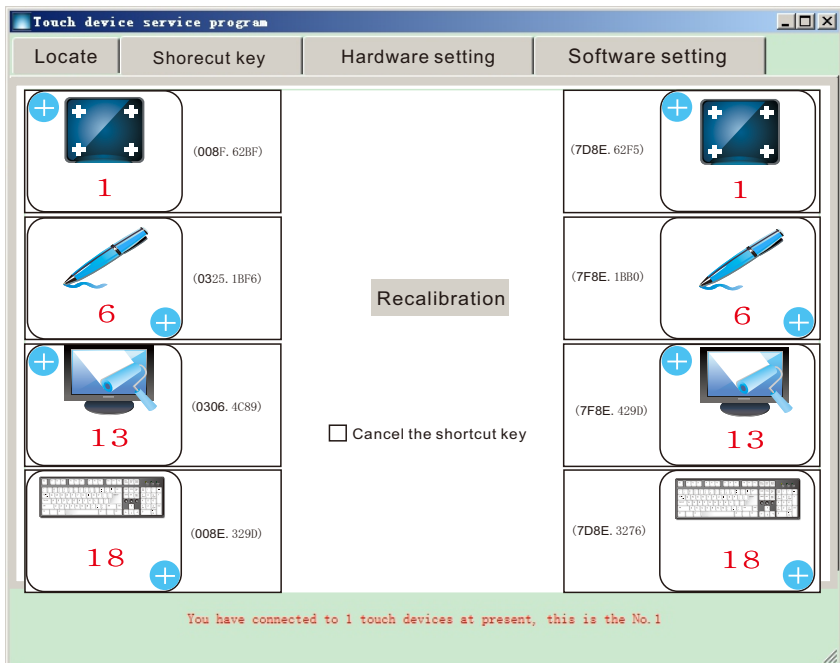 Touch device service program
Locate Shorecut key Hardware setting Software setting
1 (008F. 62BF) (7D8E. 62F5) 1
6 (0325. 1BF6) (7F8E. 1BB0) 6
Recalibration
13 (0306. 4C89) (7F8E. 429D) 13
Cancel the shortcut key
18 (008E. 329D) (7D8E. 3276) 18
You have connected to 1 touch devices at present, this is the No.1